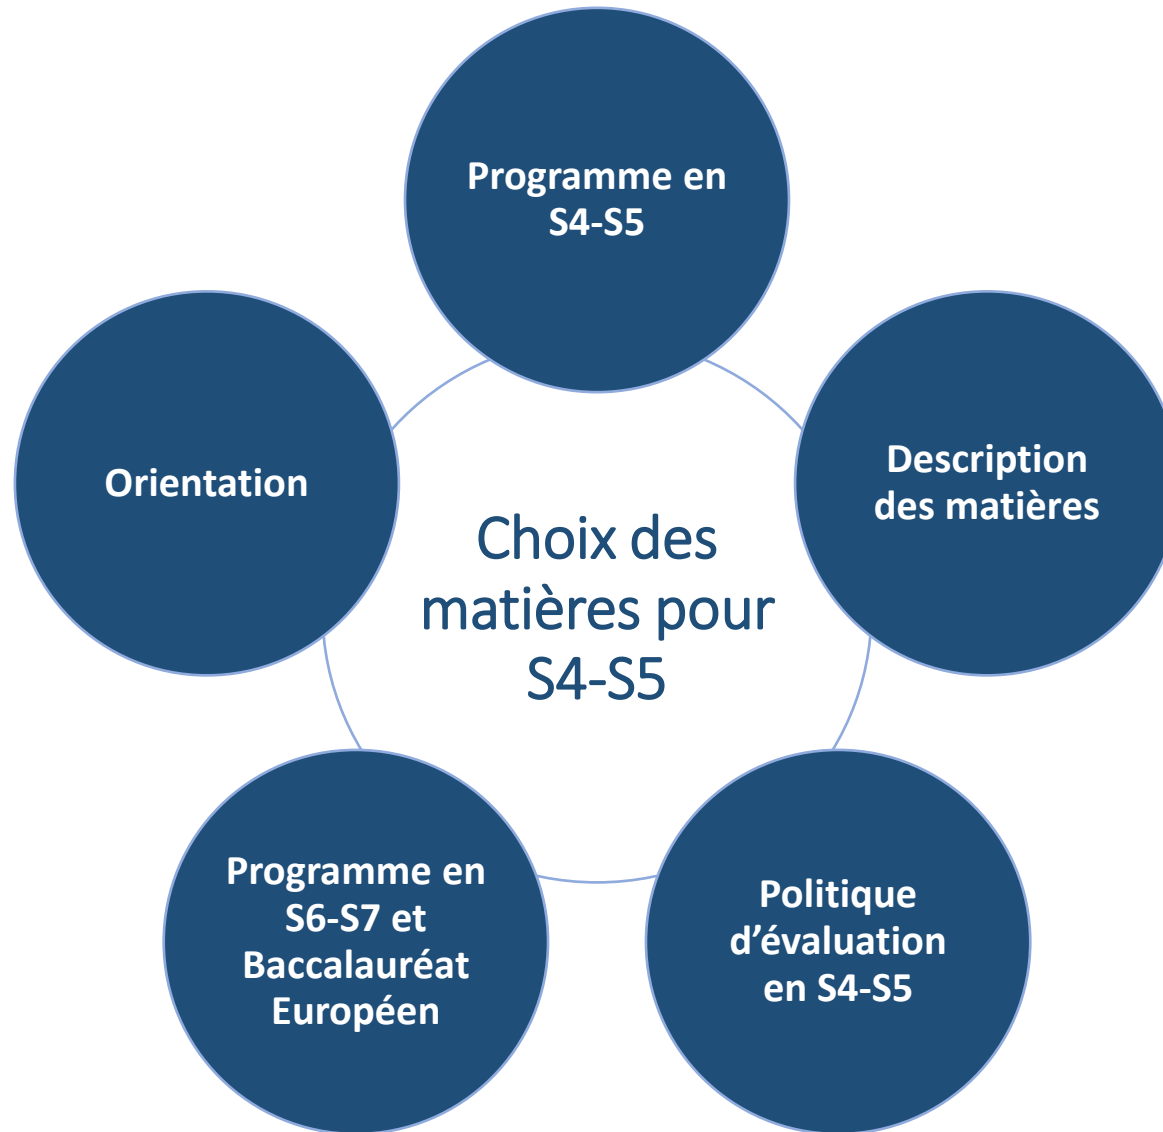 Programme en
S4-S5
Description
des matières
Politique
d’évaluation
en S4-S5
Programme en
S6-S7 et
Baccalauréat
Européen
Orientation
Choix des
matières pour
S4-S5